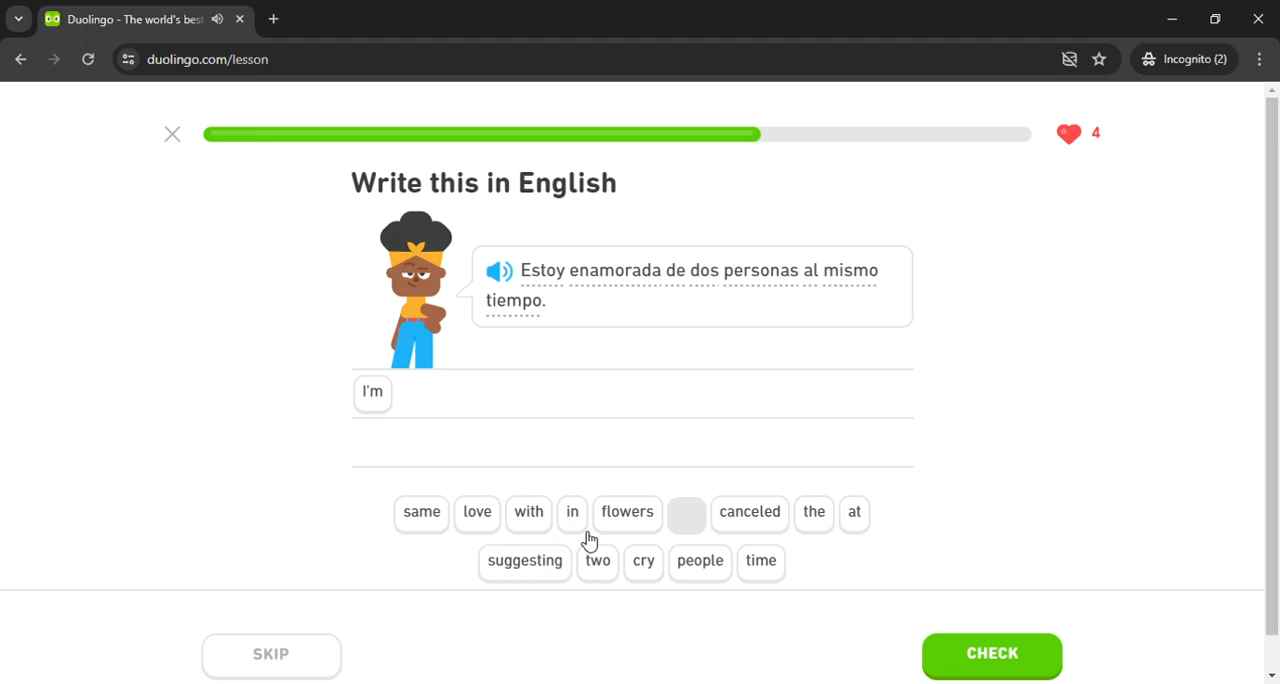 Duolingo - The world's bes
duolingo.com/lesson
Incognito (2)
4
Write this in English
Estoy enamorada de dos personas al mismo
tiempo.
I'm
same love with in flowers canceled the at
suggesting two cry people time
SKIP
CHECK